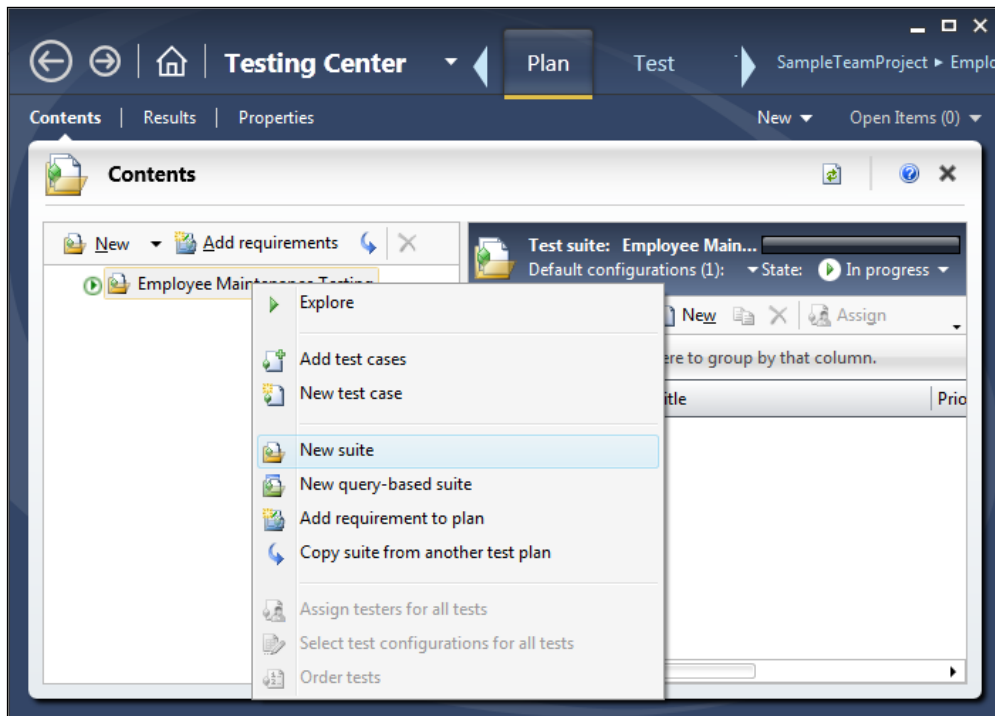 Testing Center
Plan
Test
SampleTeamProject ▸ Emplo
Contents | Results | Properties
New
Open Items (0)
Contents
New
Add requirements
Test suite: Employee Main...
Default configurations (1):
State:
In progress
Employee Maintenance Testing
New
Assign
ere to group by that column.
itle
Prio
Explore
Add test cases
New test case
New suite
New query-based suite
Add requirement to plan
Copy suite from another test plan
Assign testers for all tests
Select test configurations for all tests
Order tests